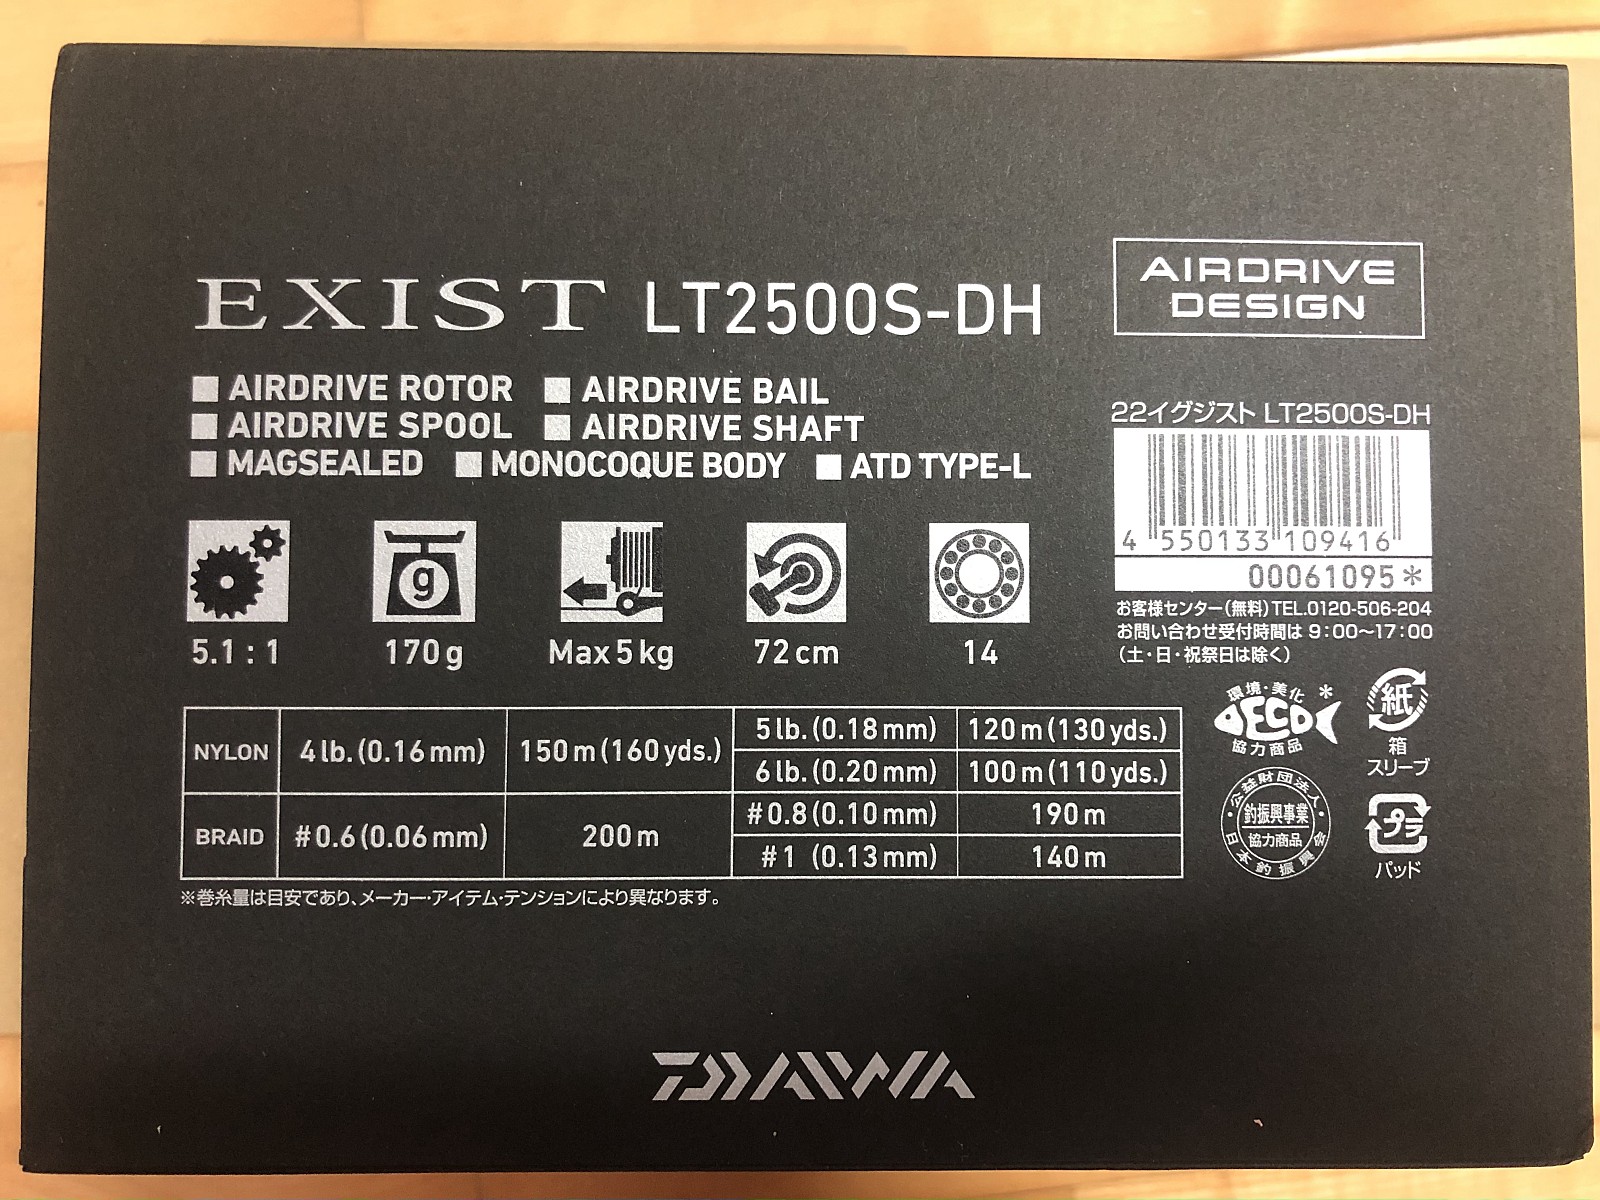 EXIST LT2500S-DH
AIRDRIVE DESIGN
■ AIRDRIVE ROTOR ■ AIRDRIVE BAIL
■ AIRDRIVE SPOOL ■ AIRDRIVE SHAFT
■ MAGSEALED ■ MONOCOQUE BODY ■ ATD TYPE-L
g
5.1 : 1 170g Max 5kg 72cm 14
22イグジスト LT2500S-DH
4 550133 109416
00061095*
お客様センター(無料)TEL.0120-506-204
お問い合わせ受付時間は 9:00〜17:00
(土・日・祝祭日は除く)
NYLON 4lb.(0.16mm) 150m(160yds.) 5lb.(0.18mm) 120m(130yds.)
6lb.(0.20mm) 100m(110yds.)
BRAID #0.6(0.06mm) 200m #0.8(0.10mm) 190m
#1 (0.13mm) 140m
※巻糸量は目安であり、メーカー・アイテム・テンションにより異なります。
環境・美化*
ECO
協力商品
紙
箱
スリーブ
公益財団法人
釣振興事業
協力商品
日本釣振興会
プラ
パッド
DAIWA